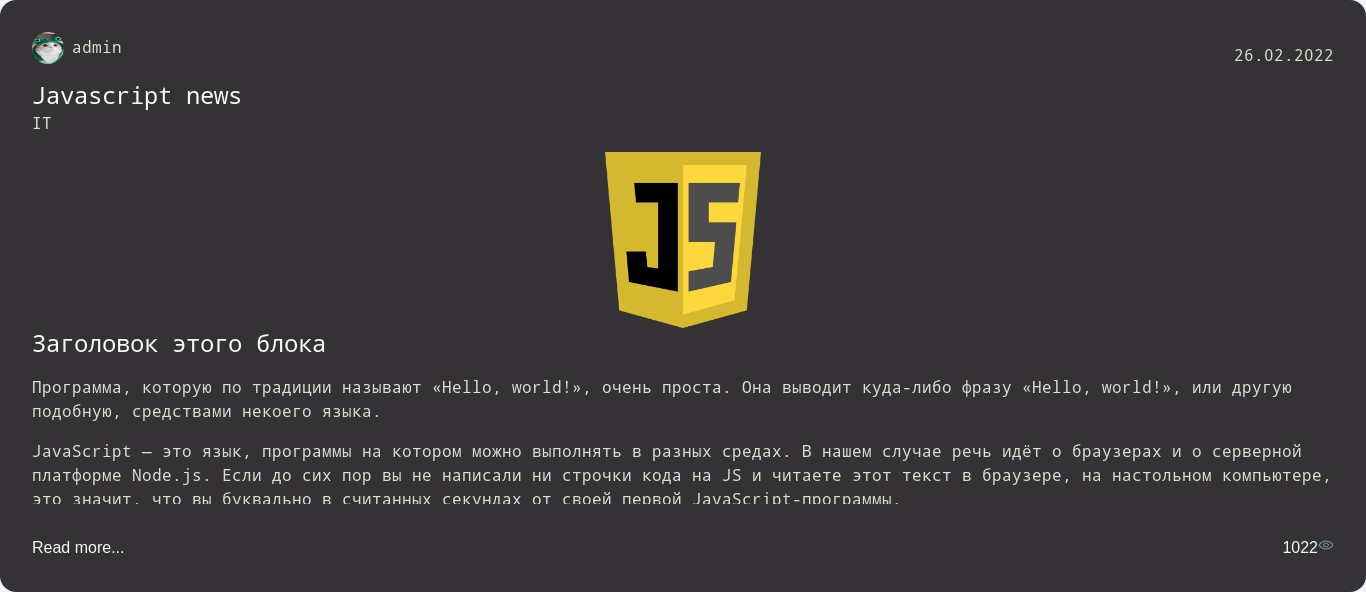 admin
26.02.2022
Javascript news
IT
JS
Заголовок этого блока
Программа, которую по традиции называют «Hello, world!», очень проста. Она выводит куда-либо фразу «Hello, world!», или другую
подобную, средствами некоего языка.
JavaScript — это язык, программы на котором можно выполнять в разных средах. В нашем случае речь идёт о браузерах и о серверной
платформе Node.js. Если до сих пор вы не написали ни строчки кода на JS и читаете этот текст в браузере, на настольном компьютере,
это значит, что вы буквально в считанных секундах от своей первой JavaScript-программы.
Read more...
1022